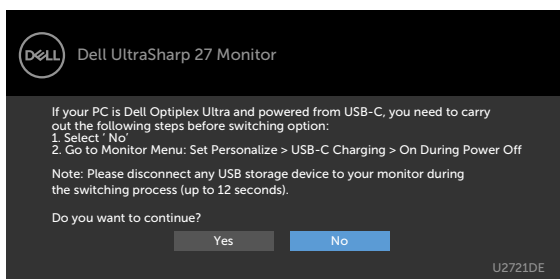 DELL
Dell UltraSharp 27 Monitor
If your PC is Dell Optiplex Ultra and powered from USB-C, you need to carry
out the following steps before switching option:
1. Select ‘ No’
2. Go to Monitor Menu: Set Personalize > USB-C Charging > On During Power Off
Note: Please disconnect any USB storage device to your monitor during
the switching process (up to 12 seconds).
Do you want to continue?
Yes
No
U2721DE